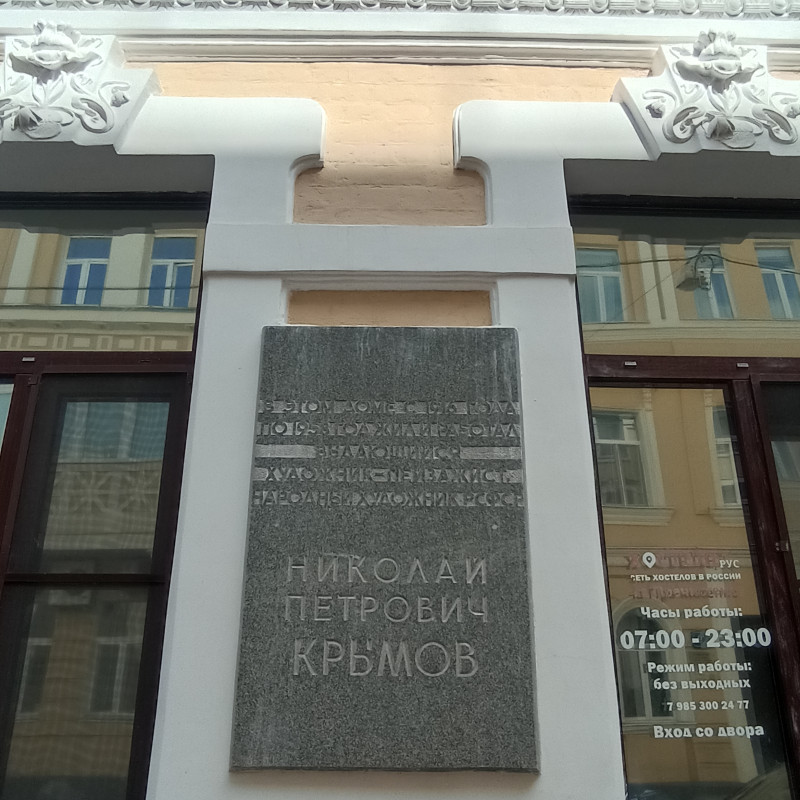 В ЭТОМ ДОМЕ С 1916 ГОДА
ПО 1958 ГОД ЖИЛ И РАБОТАЛ
ВЫДАЮЩИЙСЯ
ХУДОЖНИК-ПЕЙЗАЖИСТ,
НАРОДНЫЙ ХУДОЖНИК РСФСР
НИКОЛАЙ
ПЕТРОВИЧ
КРЫМОВ
РУС
СЕТЬ ХОСТЕЛОВ В РОССИИ
Часы работы:
07:00 - 23:00
Режим работы:
без выходных
7 985 300 24 77
Вход со двора